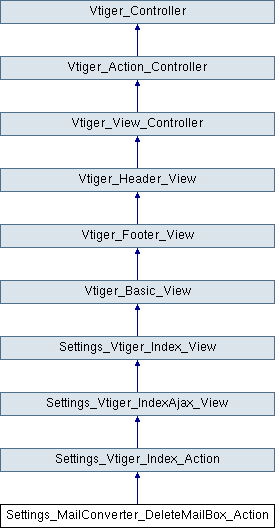 Vtiger_Controller
Vtiger_Action_Controller
Vtiger_View_Controller
Vtiger_Header_View
Vtiger_Footer_View
Vtiger_Basic_View
Settings_Vtiger_Index_View
Settings_Vtiger_IndexAjax_View
Settings_Vtiger_Index_Action
Settings_MailConverter_DeleteMailBox_Action